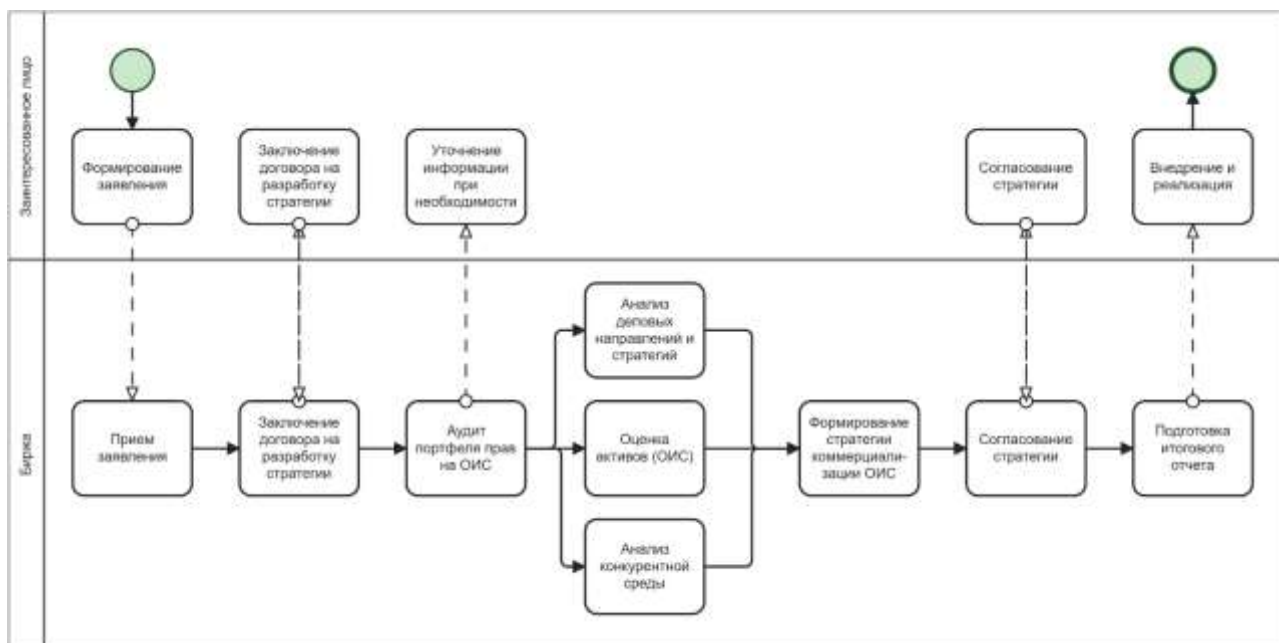 Заинтересованное лицо
Формирование
заявления
Заключение
договора на
разработку
стратегии
Уточнение
информации
при
необходимости
Согласование
стратегии
Внедрение и
реализация
Биржа
Прием
заявления
Заключение
договора на
разработку
стратегии
Аудит
портфеля прав
на ОИС
Анализ
деловых
направлений и
стратегий
Оценка
активов (ОИС)
Анализ
конкурентной
среды
Формирование
стратегии
коммерциали-
зации ОИС
Согласование
стратегии
Подготовка
итогового
отчета